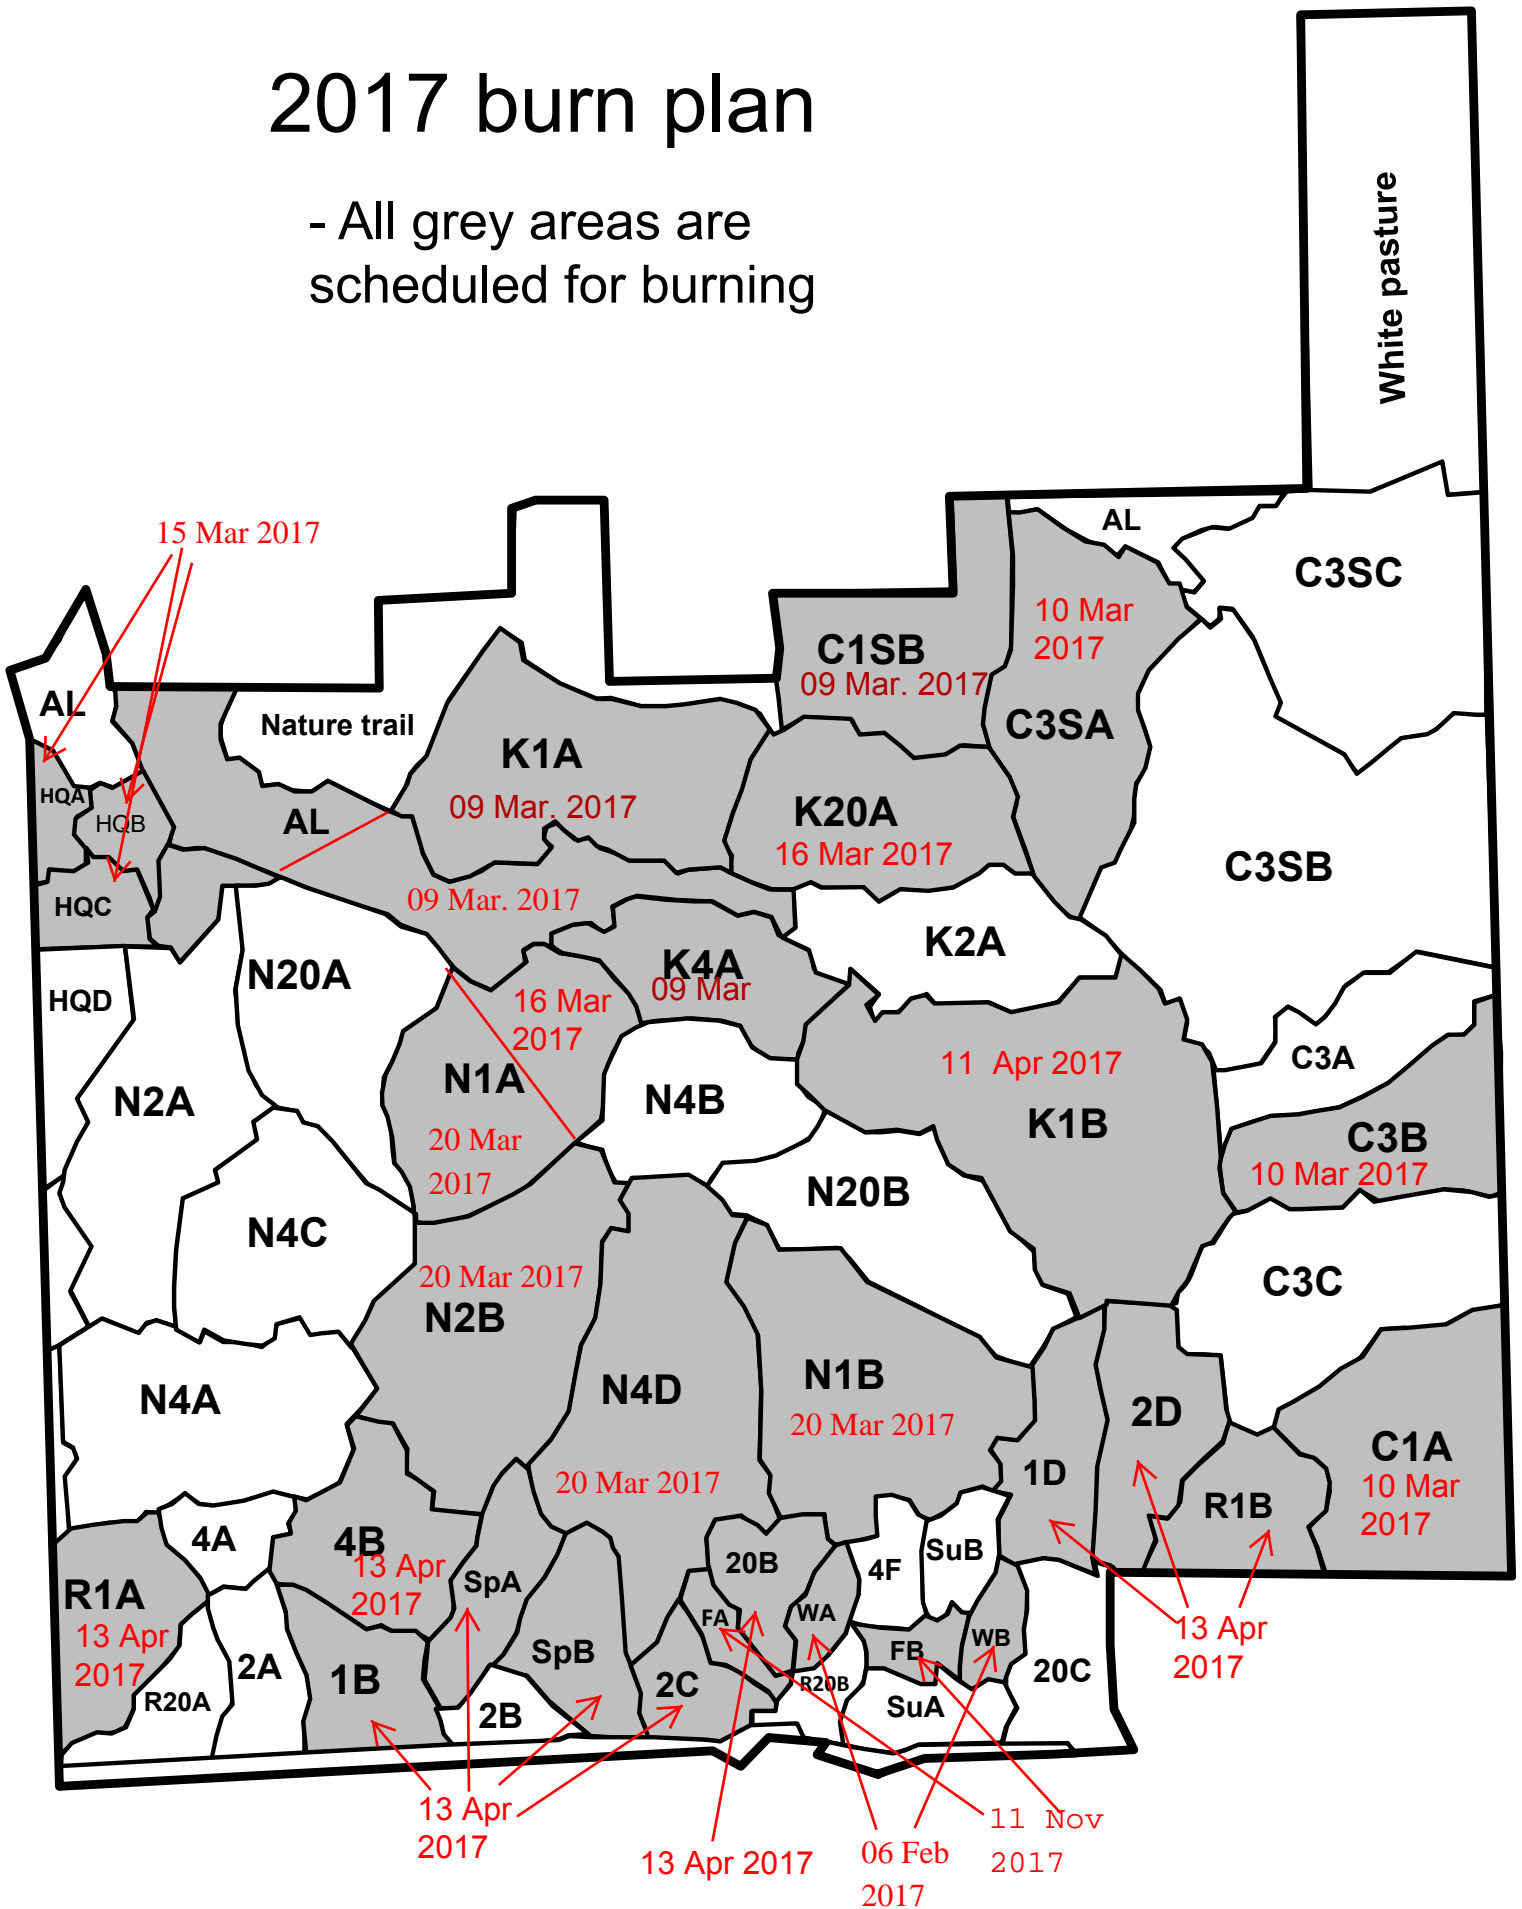 2017 burn plan
- All grey areas are
scheduled for burning
White pasture
AL
C3SC
15 Mar 2017
10 Mar
2017
C1SB
09 Mar. 2017
AL
Nature trail
C3SA
K1A
HQA
09 Mar. 2017
K20A
HQB
AL
16 Mar 2017
C3SB
HQC
09 Mar. 2017
K2A
K4A
09 Mar
N20A
HQD
16 Mar
2017
11 Apr 2017
C3A
N1A
N2A
N4B
K1B
C3B
20 Mar
2017
10 Mar 2017
N20B
N4C
20 Mar 2017
C3C
N2B
N4A
N4D
N1B
20 Mar 2017
2D
C1A
1D
20 Mar 2017
10 Mar
2017
R1B
4A
4B
13 Apr
2017
SpA
20B
4F
SuB
R1A
13 Apr
2017
FA
WA
WB
13 Apr
2017
SpB
FB
2A
1B
2C
R20B
20C
R20A
2B
SuA
13 Apr
2017
13 Apr 2017
06 Feb
2017
11 Nov
2017